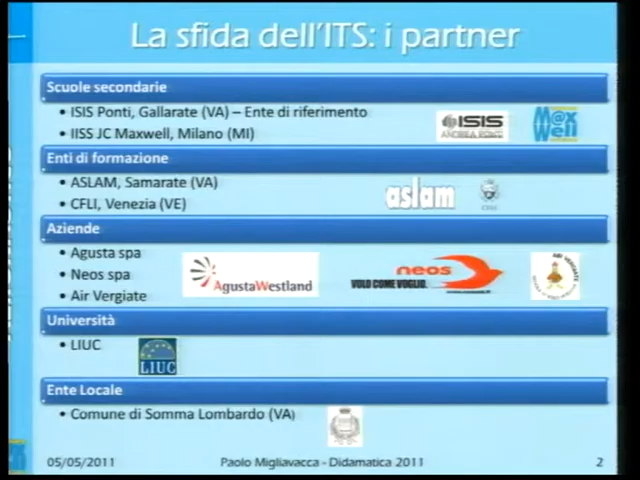 La sfida dell'ITS: i partner
Scuole secondarie
• ISIS Ponti, Gallarate (VA) – Ente di riferimento
• IISS JC Maxwell, Milano (MI)
ISIS
M@x
Well
Enti di formazione
• ASLAM, Samarate (VA)
• CFLI, Venezia (VE)
aslam
Aziende
• Agusta spa
• Neos spa
• Air Vergiate
AgustaWestland
neos
VOLO COME VOGLIO.
AIR VERGIATE
Università
• LIUC
LIUC
Ente Locale
• Comune di Somma Lombardo (VA)
05/05/2011 Paolo Migliavacca - Didamatica 2011 2